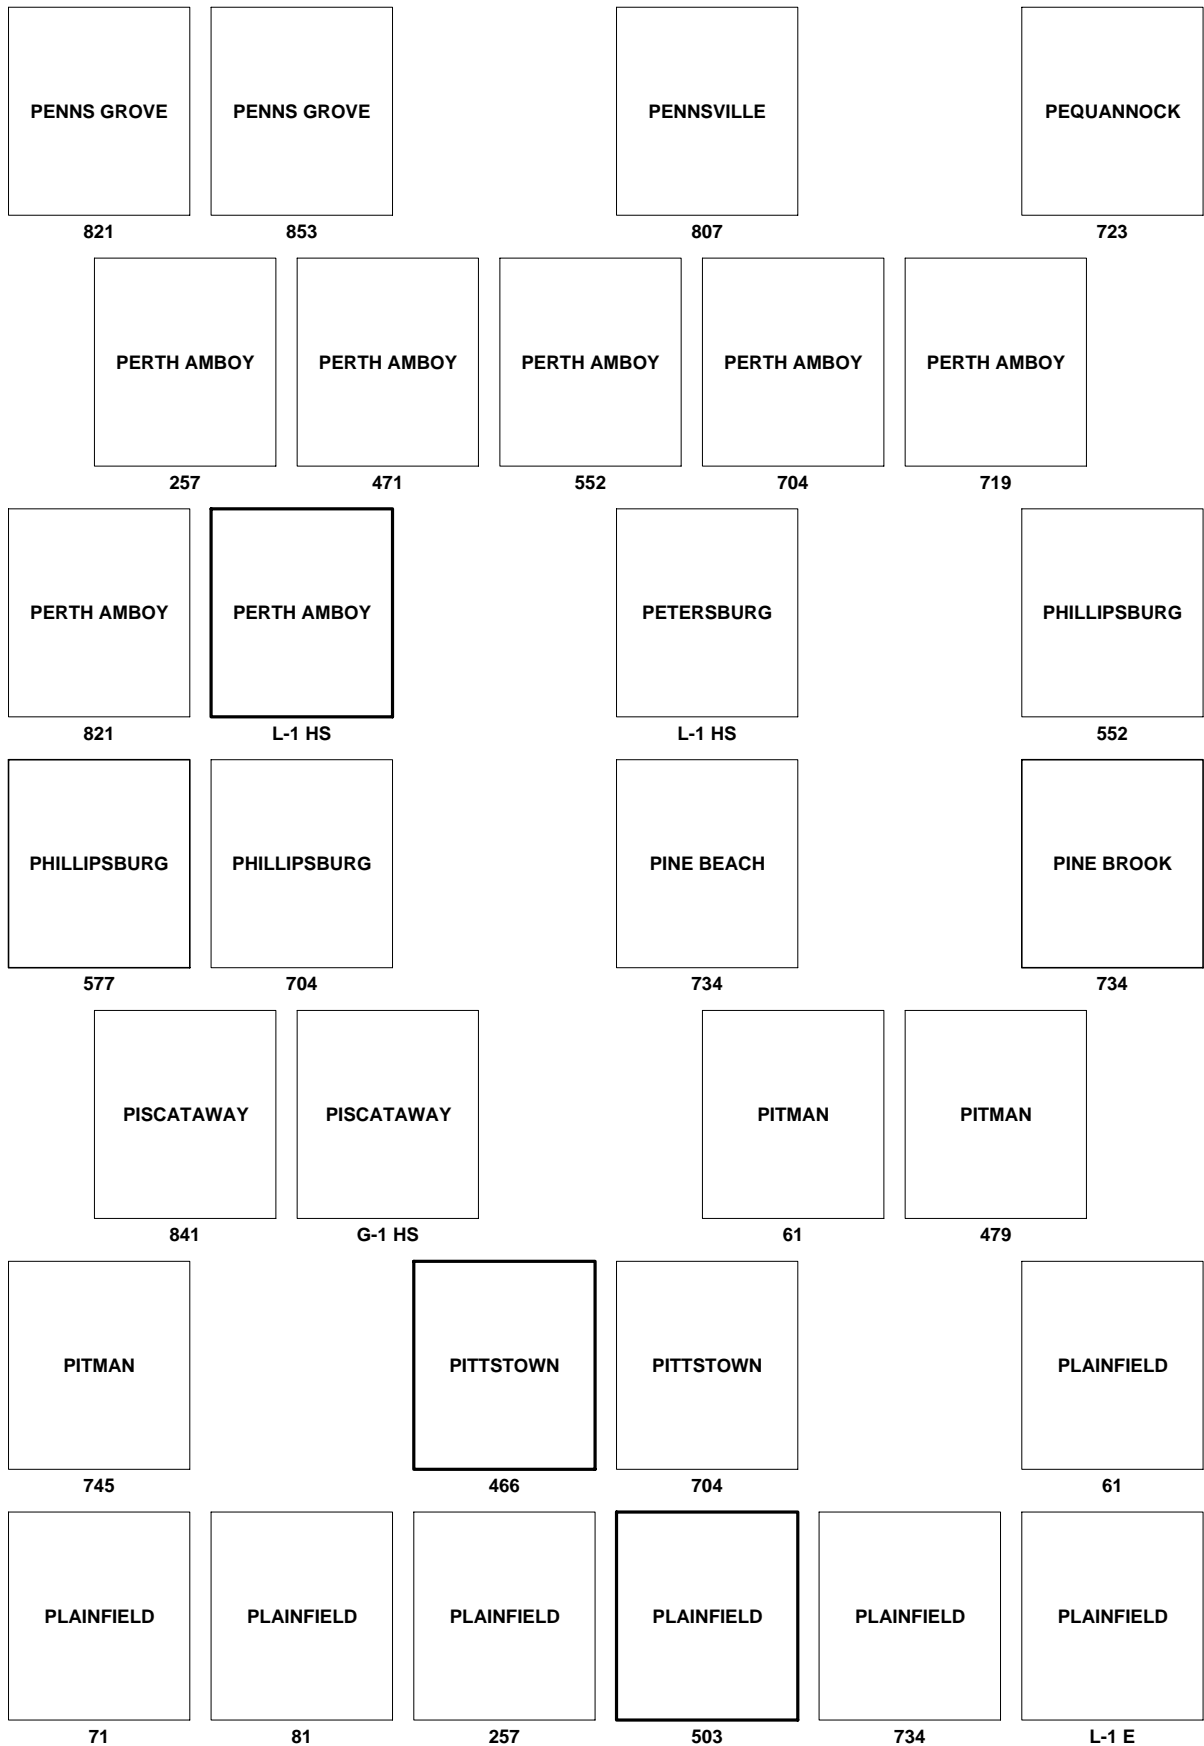 PENNS GROVE PENNS GROVE PENNSVILLE PEQUANNOCK
821 853 807 723
PERTH AMBOY PERTH AMBOY PERTH AMBOY PERTH AMBOY PERTH AMBOY
257 471 552 704 719
PERTH AMBOY PERTH AMBOY PETERSBURG PHILLIPSBURG
821 L-1 HS L-1 HS 552
PHILLIPSBURG PHILLIPSBURG PINE BEACH PINE BROOK
577 704 734 734
PISCATAWAY PISCATAWAY PITMAN PITMAN
841 G-1 HS 61 479
PITMAN PITTSTOWN PITTSTOWN PLAINFIELD
745 466 704 61
PLAINFIELD PLAINFIELD PLAINFIELD PLAINFIELD PLAINFIELD PLAINFIELD
71 81 257 503 734 L-1 E